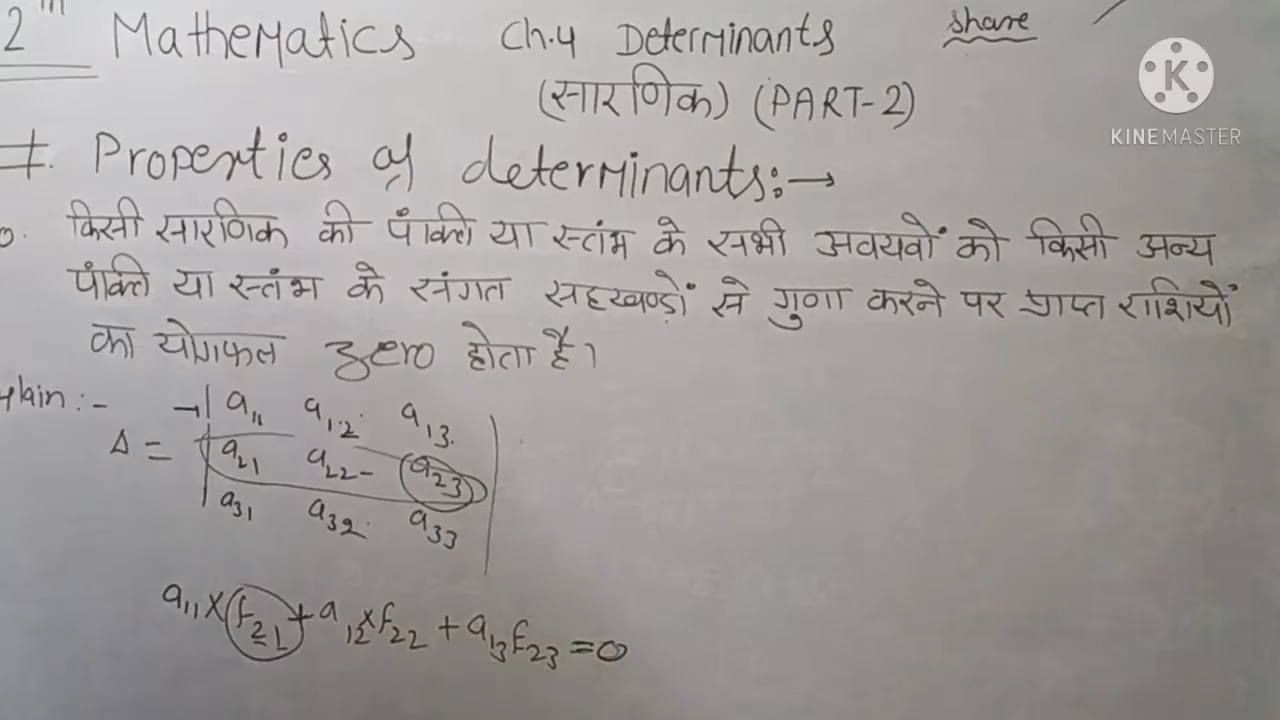 2th Mathematics Ch.4 Determinants share
(सारणिक) (PART-2)
K
KINEMASTER
#. Properties of determinants:→
किसी सारणिक की पंक्ती या स्तंभ के सभी अवयवों को किसी अन्य
पंक्ती या स्तंभ के संगत सहखण्डों से गुणा करने पर प्राप्त राशियों
का योगफल zero होता है।
plain :-
a11 a12 a13
Δ = a21 a22 a23
a31 a32 a33
a11×F21+a12×F22+a13F23=0